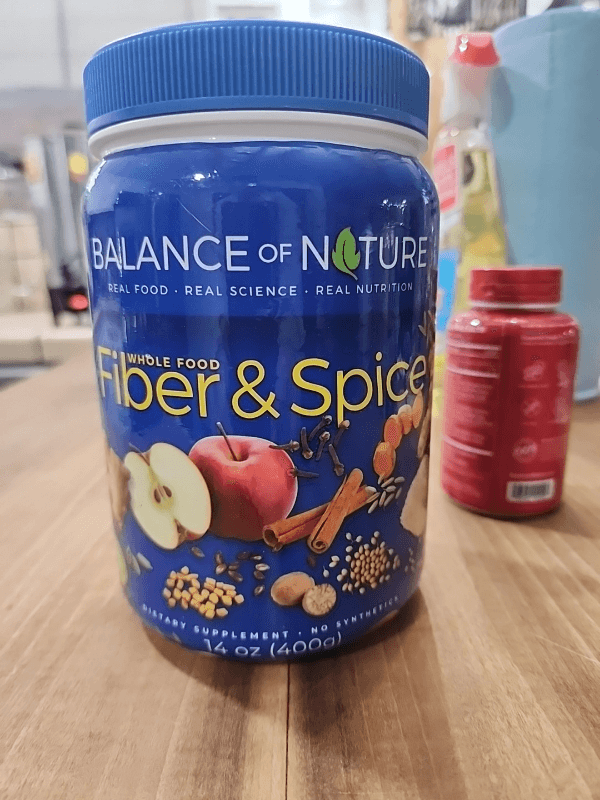 BALANCE OF NATURE
REAL FOOD · REAL SCIENCE · REAL NUTRITION
WHOLE FOOD
Fiber & Spice
DIETARY SUPPLEMENT · NO SYNTHETICS
14 oz (400g)